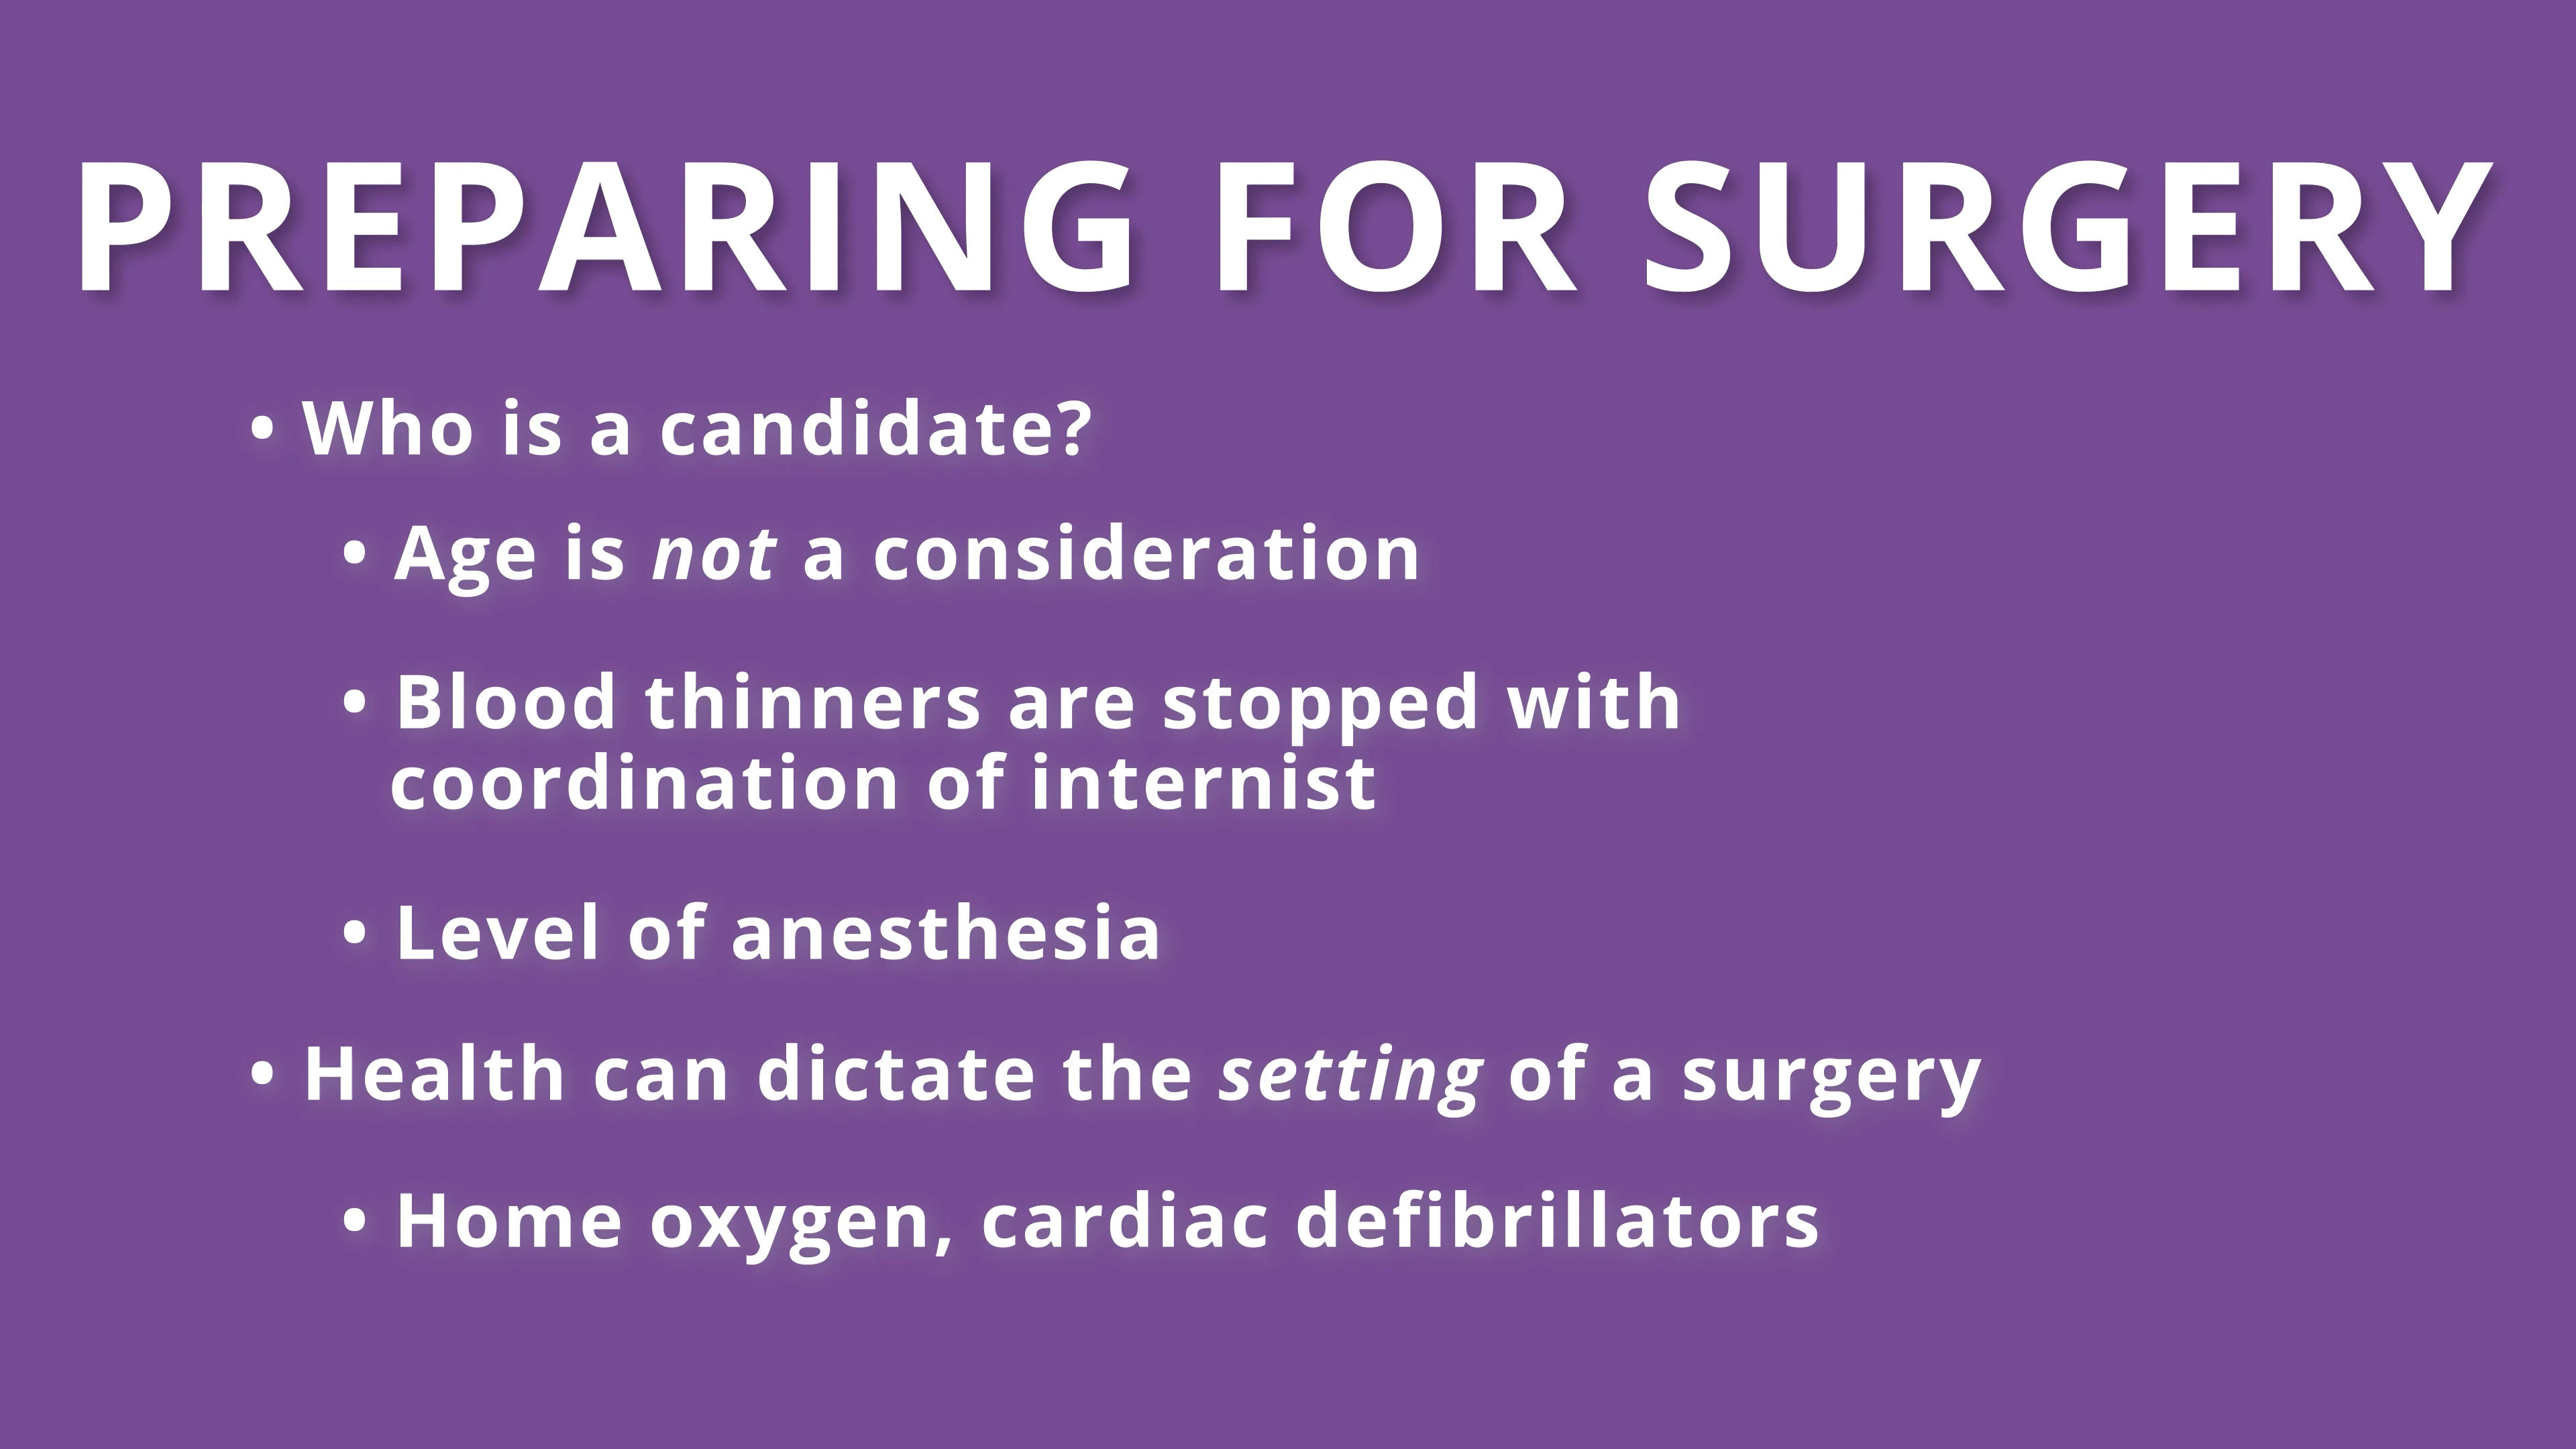 PREPARING FOR SURGERY
• Who is a candidate?
• Age is not a consideration
• Blood thinners are stopped with
coordination of internist
• Level of anesthesia
• Health can dictate the setting of a surgery
• Home oxygen, cardiac defibrillators